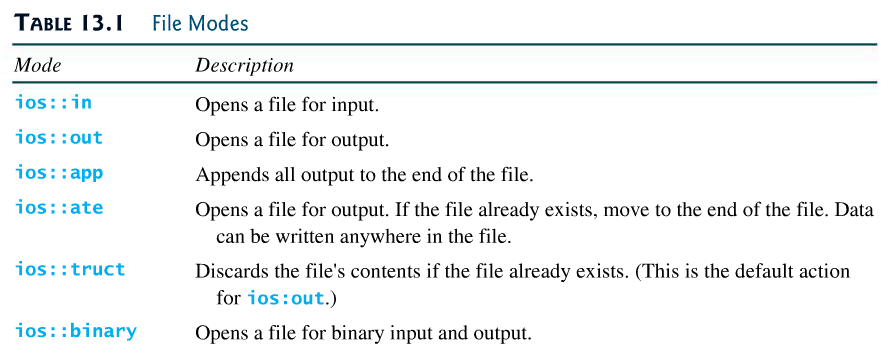 TABLE 13.1 File Modes
Mode Description
ios::in Opens a file for input.
ios::out Opens a file for output.
ios::app Appends all output to the end of the file.
ios::ate Opens a file for output. If the file already exists, move to the end of the file. Data
can be written anywhere in the file.
ios::truct Discards the file's contents if the file already exists. (This is the default action
for ios:out.)
ios::binary Opens a file for binary input and output.